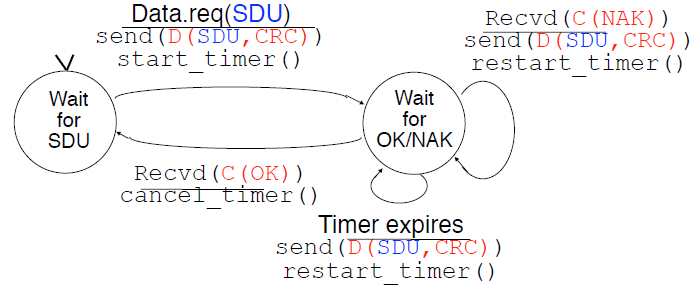 Data.req(SDU)
send(D(SDU,CRC))
start_timer()
Recvd(C(NAK))
send(D(SDU,CRC))
restart_timer()
Wait
for
SDU
Wait
for
OK/NAK
Recvd(C(OK))
cancel_timer()
Timer expires
send(D(SDU,CRC))
restart_timer()